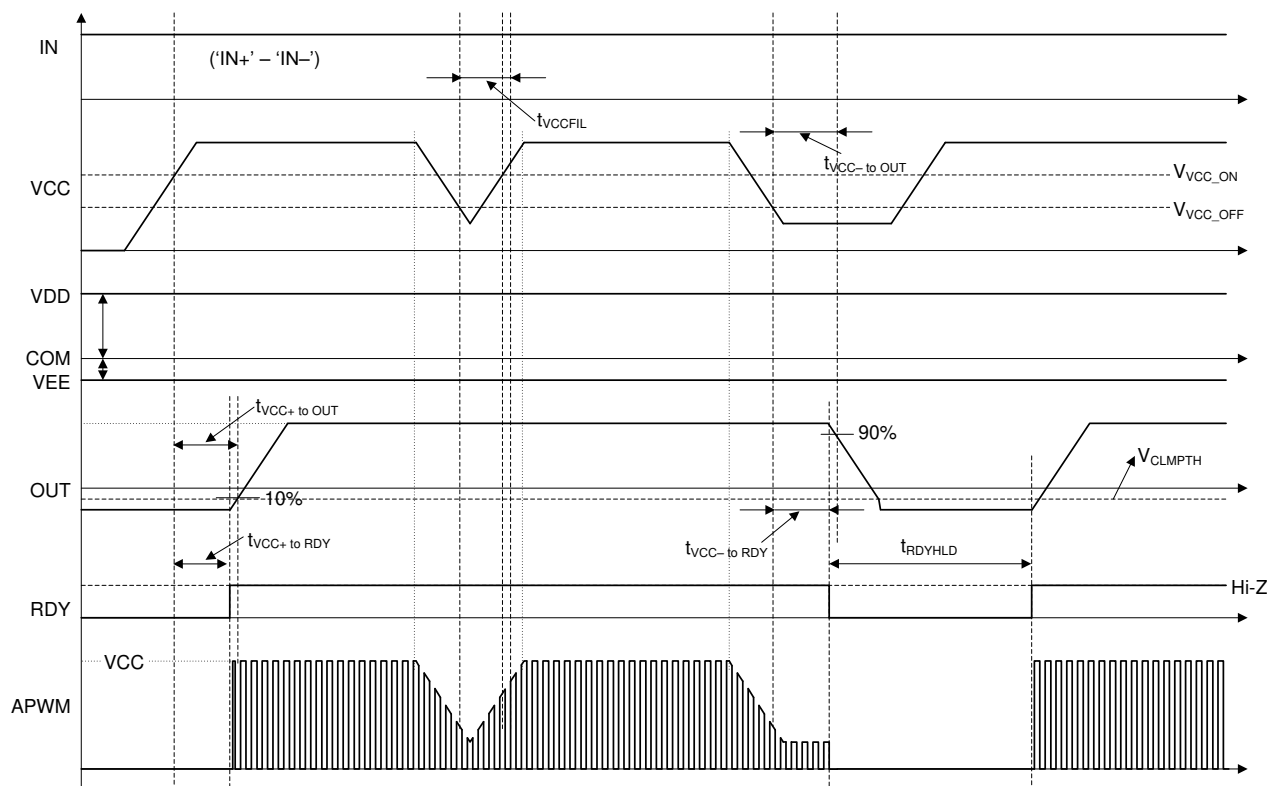 IN
('IN+' – 'IN–')
tVCCFIL
tVCC– to OUT
VCC
VVCC_ON
VVCC_OFF
VDD
COM
VEE
tVCC+ to OUT
90%
VCLMPTH
OUT
10%
tVCC+ to RDY
tVCC– to RDY
tRDYHLD
Hi-Z
RDY
VCC
APWM